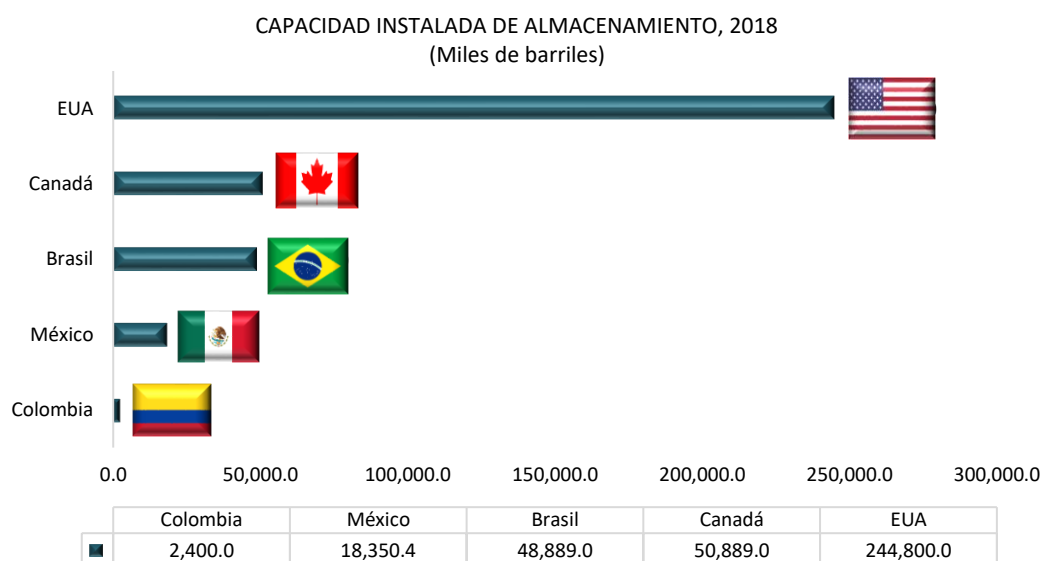 CAPACIDAD INSTALADA DE ALMACENAMIENTO, 2018
(Miles de barriles)
EUA
Canadá
Brasil
México
Colombia
0.0 50,000.0 100,000.0 150,000.0 200,000.0 250,000.0 300,000.0
Colombia México Brasil Canadá EUA
2,400.0 18,350.4 48,889.0 50,889.0 244,800.0